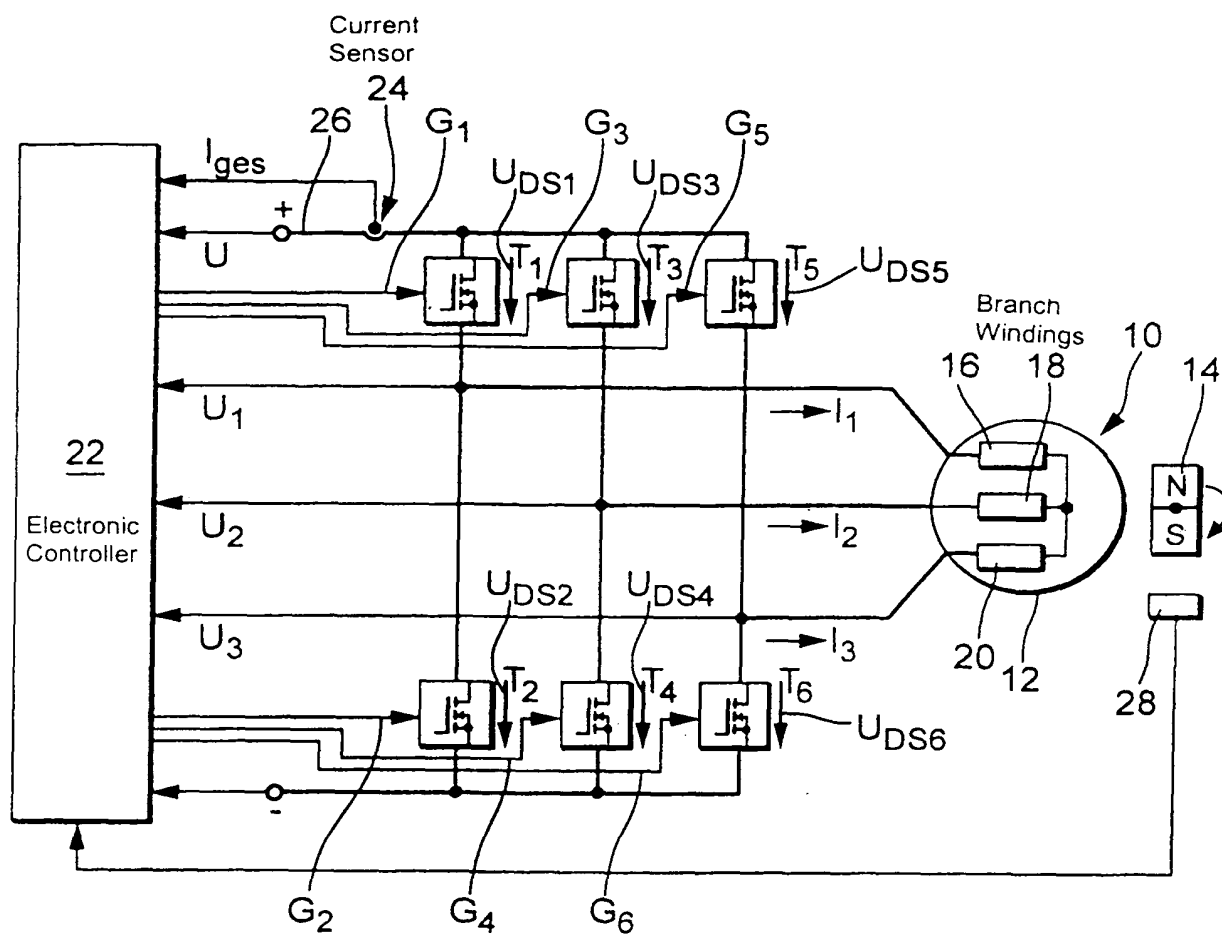 Current
Sensor
24
26
G1
G3
G5
Iges
UDS1
UDS3
+
U
T1
T3
T5
UDS5
Branch
Windings
10
16
18
14
U1
I1
22
N
S
Electronic
Controller
U2
I2
UDS2
UDS4
U3
I3
20
12
28
T2
T4
T6
UDS6
-
G2
G4
G6